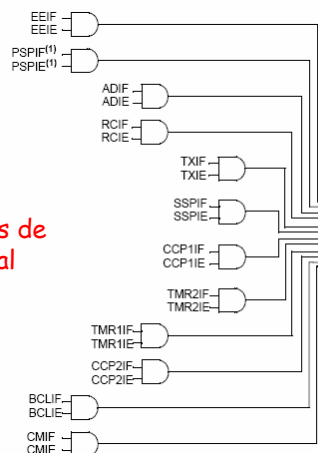 EEIF
EEIE
PSPIF(1)
PSPIE(1)
ADIF
ADIE
RCIF
RCIE
TXIF
TXIE
SSPIF
SSPIE
s de
al
CCP1IF
CCP1IE
TMR2IF
TMR2IE
TMR1IF
TMR1IE
CCP2IF
CCP2IE
BCLIF
BCLIE
CMIF
CMIE